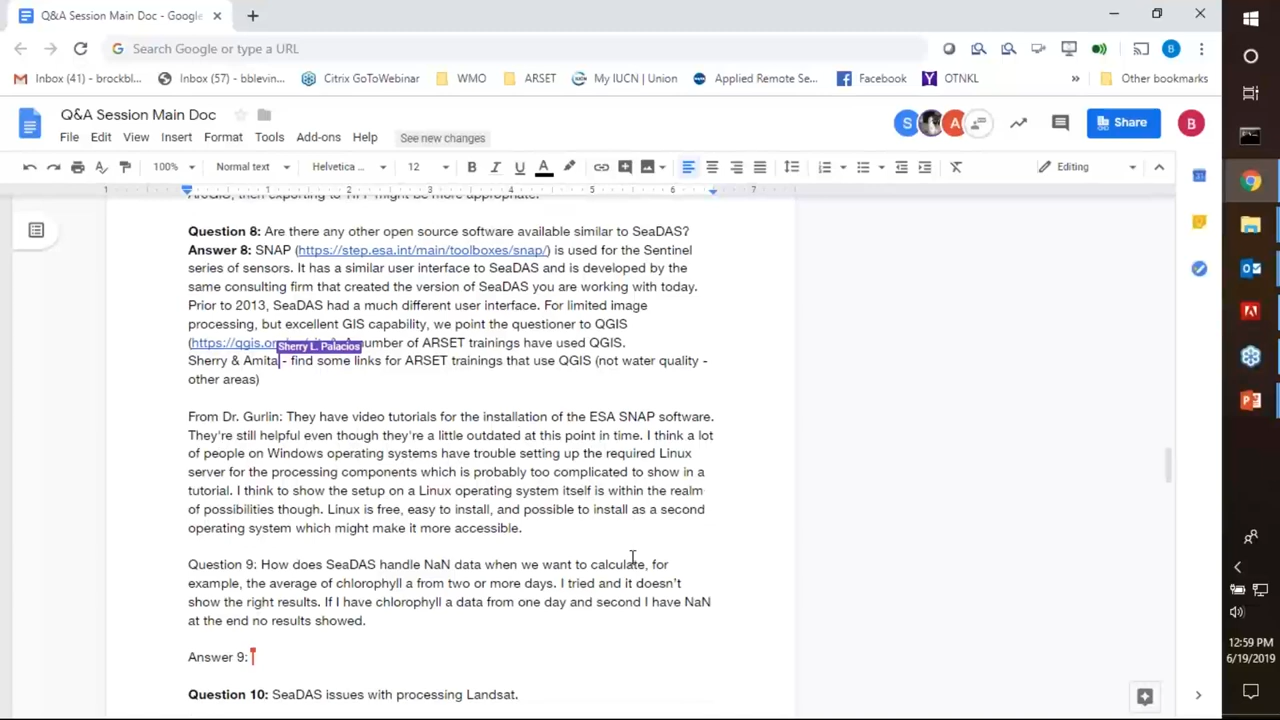 Q&A Session Main Doc - Google
Search Google or type a URL
B
Inbox (41) - brockbl...
Inbox (57) - bblevin...
Citrix GoToWebinar
WMO
ARSET
My IUCN | Union
Applied Remote Se...
Facebook
OTNKL
»
Other bookmarks
Q&A Session Main Doc
File Edit View Insert Format Tools Add-ons Help See new changes
S A Share B
100% Normal text Helvetica ... 12 B I U A Editing
1 1 2 3 4 5 6 7
Question 8: Are there any other open source software available similar to SeaDAS?
Answer 8: SNAP (https://step.esa.int/main/toolboxes/snap/) is used for the Sentinel
series of sensors. It has a similar user interface to SeaDAS and is developed by the
same consulting firm that created the version of SeaDAS you are working with today.
Prior to 2013, SeaDAS had a much different user interface. For limited image
processing, but excellent GIS capability, we point the questioner to QGIS
(https://qgis.or number of ARSET trainings have used QGIS.
Sherry L. Palacios
Sherry & Amita - find some links for ARSET trainings that use QGIS (not water quality -
other areas)
From Dr. Gurlin: They have video tutorials for the installation of the ESA SNAP software.
They're still helpful even though they're a little outdated at this point in time. I think a lot
of people on Windows operating systems have trouble setting up the required Linux
server for the processing components which is probably too complicated to show in a
tutorial. I think to show the setup on a Linux operating system itself is within the realm
of possibilities though. Linux is free, easy to install, and possible to install as a second
operating system which might make it more accessible.
Question 9: How does SeaDAS handle NaN data when we want to calculate, for
example, the average of chlorophyll a from two or more days. I tried and it doesn't
show the right results. If I have chlorophyll a data from one day and second I have NaN
at the end no results showed.
Answer 9:
Question 10: SeaDAS issues with processing Landsat.
12:59 PM
6/19/2019